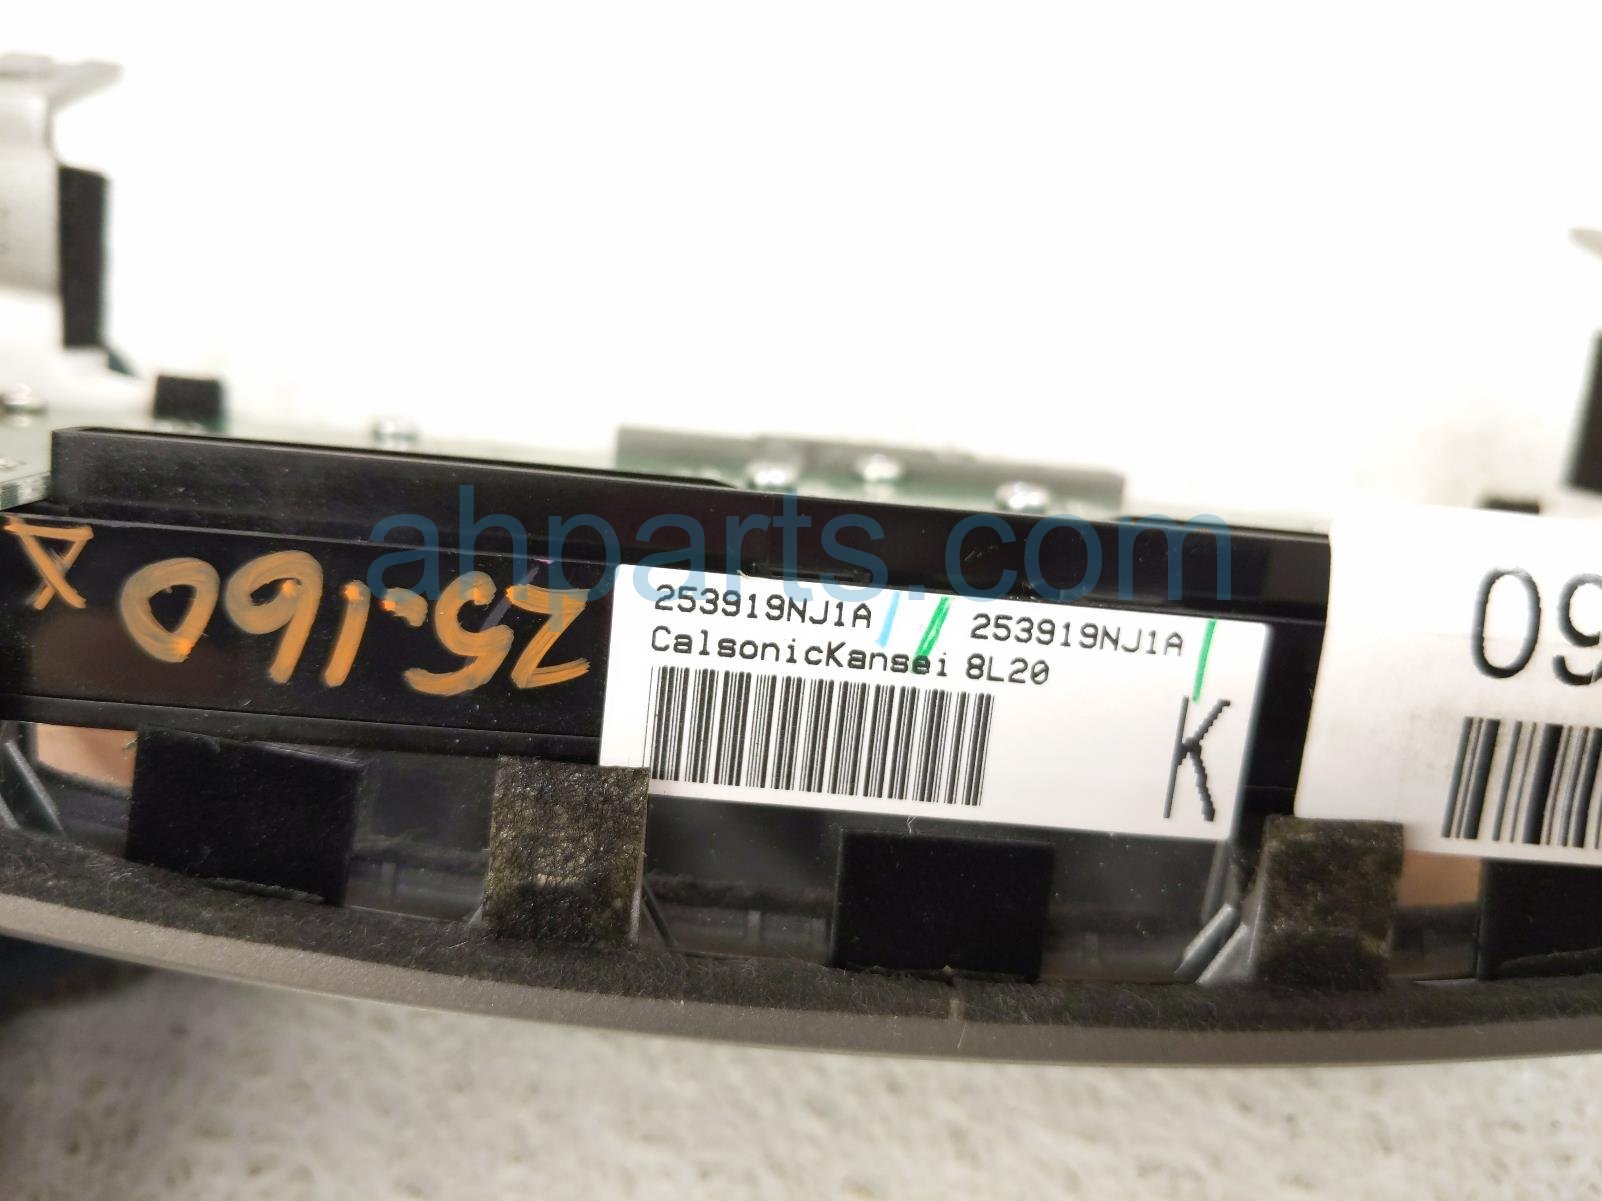 ahparts.com
25-160
X
253919NJ1A 253919NJ1A
CalsonicKansei 8L20
K
09